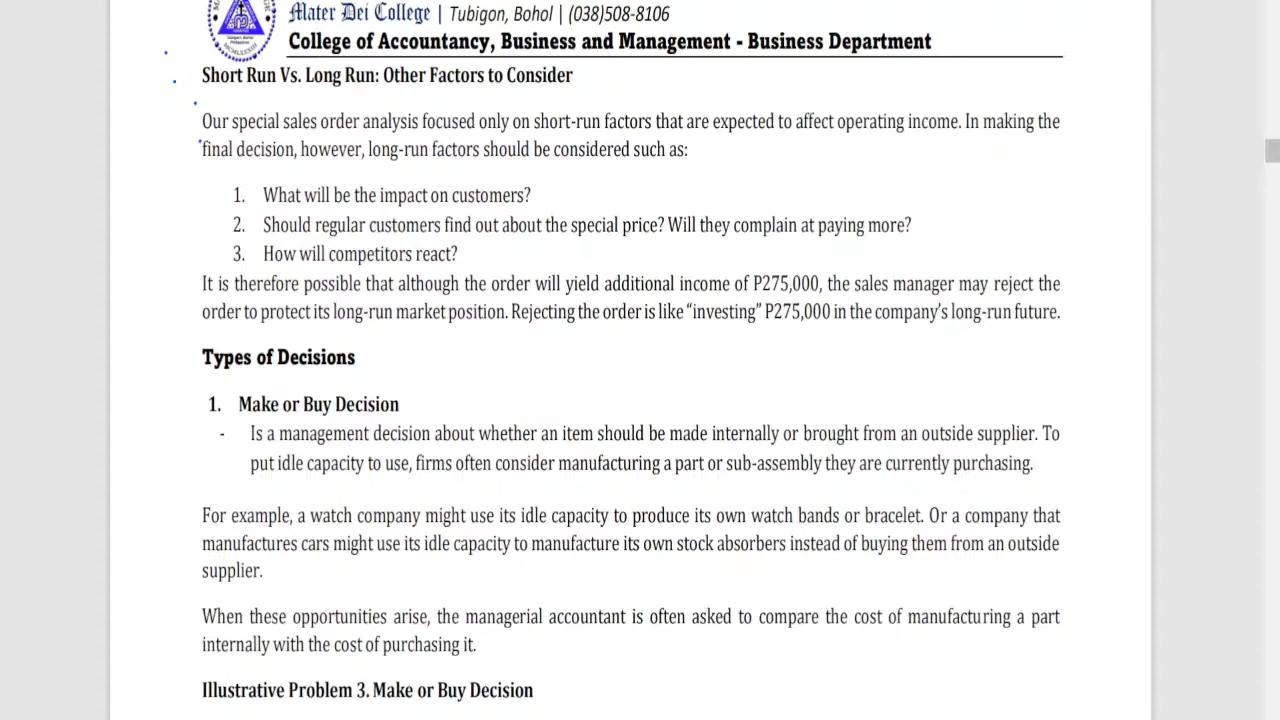 Mater Dei College | Tubigon, Bohol | (038)508-8106
College of Accountancy, Business and Management - Business Department
Short Run Vs. Long Run: Other Factors to Consider
Our special sales order analysis focused only on short-run factors that are expected to affect operating income. In making the
final decision, however, long-run factors should be considered such as:
1. What will be the impact on customers?
2. Should regular customers find out about the special price? Will they complain at paying more?
3. How will competitors react?
It is therefore possible that although the order will yield additional income of P275,000, the sales manager may reject the
order to protect its long-run market position. Rejecting the order is like “investing” P275,000 in the company’s long-run future.
Types of Decisions
1. Make or Buy Decision
- Is a management decision about whether an item should be made internally or brought from an outside supplier. To
put idle capacity to use, firms often consider manufacturing a part or sub-assembly they are currently purchasing.
For example, a watch company might use its idle capacity to produce its own watch bands or bracelet. Or a company that
manufactures cars might use its idle capacity to manufacture its own stock absorbers instead of buying them from an outside
supplier.
When these opportunities arise, the managerial accountant is often asked to compare the cost of manufacturing a part
internally with the cost of purchasing it.
Illustrative Problem 3. Make or Buy Decision